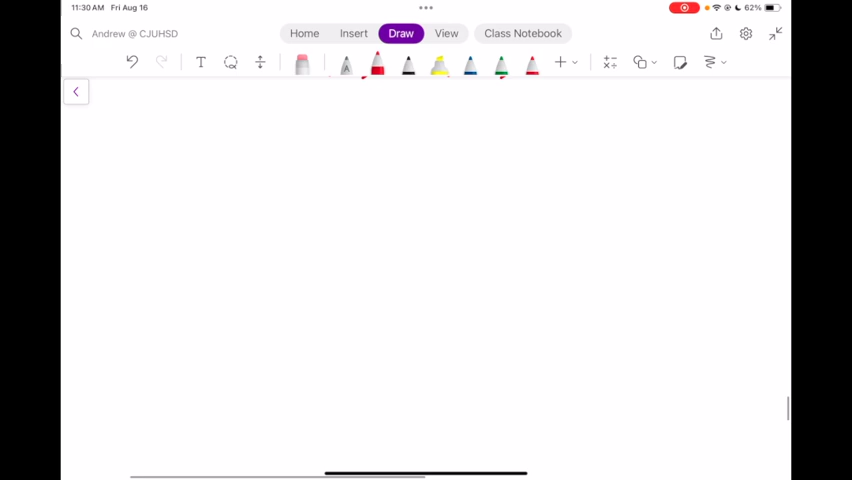 11:30 AM Fri Aug 16
62%
Andrew @ CJUHSD
Home Insert Draw View Class Notebook
T